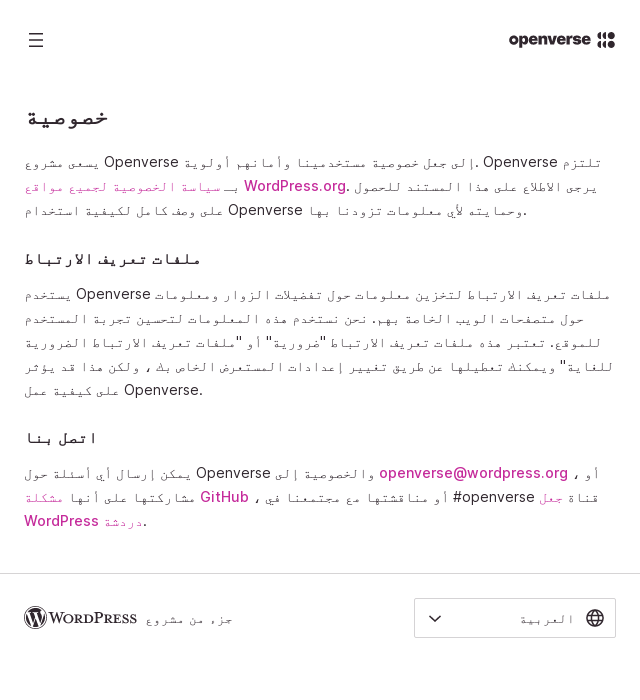 openverse
خصوصية
يسعى مشروع Openverse إلى جعل خصوصية مستخدمينا وأمانهم أولوية. Openverse تلتزم
بـ سياسة الخصوصية لجميع مواقع WordPress.org. يرجى الاطلاع على هذا المستند للحصول
على وصف كامل لكيفية استخدام Openverse وحمايته لأي معلومات تزودنا بها.
ملفات تعريف الارتباط
يستخدم Openverse ملفات تعريف الارتباط لتخزين معلومات حول تفضيلات الزوار ومعلومات
حول متصفحات الويب الخاصة بهم. نحن نستخدم هذه المعلومات لتحسين تجربة المستخدم
للموقع. تعتبر هذه ملفات تعريف الارتباط "ضرورية" أو "ملفات تعريف الارتباط الضرورية
للغاية" ويمكنك تعطيلها عن طريق تغيير إعدادات المستعرض الخاص بك ، ولكن هذا قد يؤثر
على كيفية عمل Openverse.
اتصل بنا
يمكن إرسال أي أسئلة حول Openverse والخصوصية إلى openverse@wordpress.org ، أو
مشاركتها على أنها مشكلة GitHub ، أو مناقشتها مع مجتمعنا في #openverse قناة جعل
WordPress دردشة.
جزء من مشروع WORDPRESS
العربية